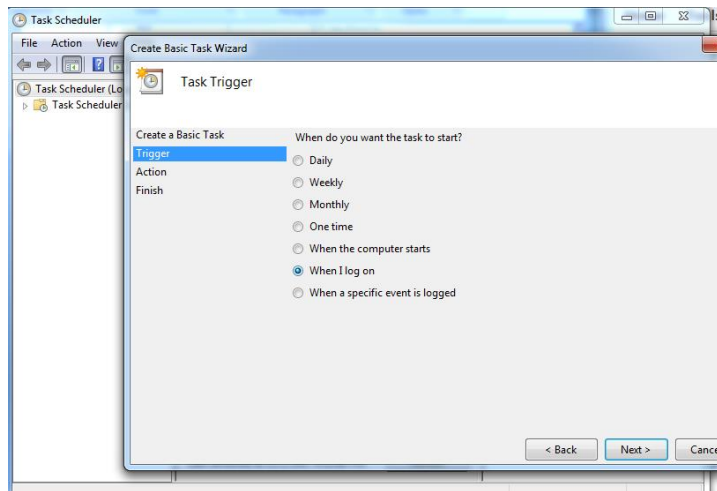 Task Scheduler
File Action View
Task Scheduler (Lo
Task Scheduler
Create Basic Task Wizard
Task Trigger
Create a Basic Task
Trigger
Action
Finish
When do you want the task to start?
Daily
Weekly
Monthly
One time
When the computer starts
When I log on
When a specific event is logged
< Back Next > Cance